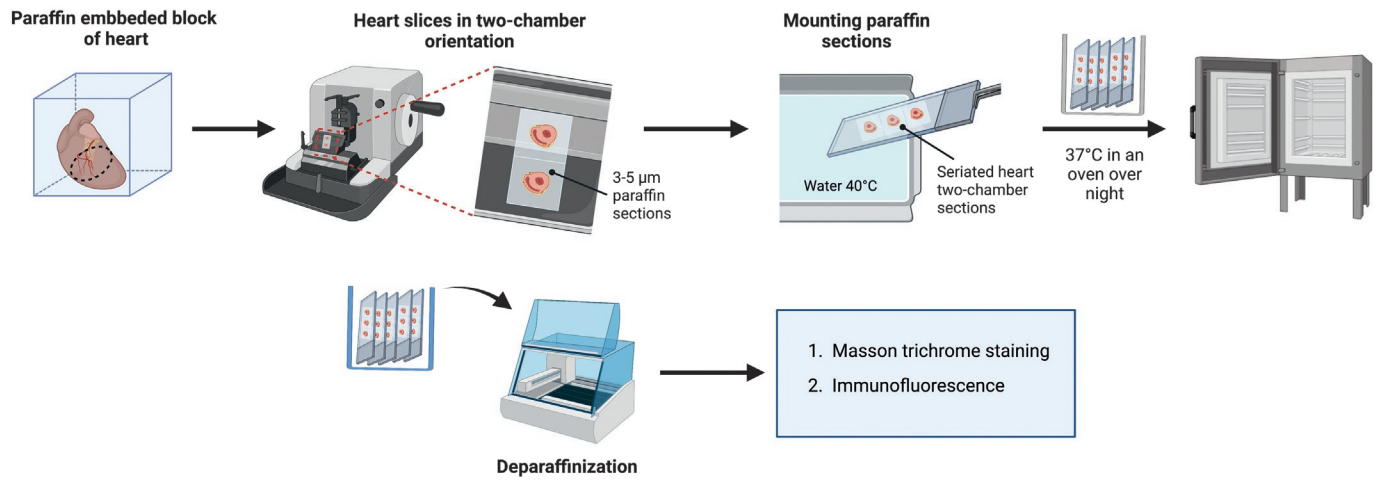 Paraffin embbeded block
of heart
Heart slices in two-chamber
orientation
3-5 µm
paraffin
sections
Mounting paraffin
sections
Water 40°C
Seriated heart
two-chamber
sections
37°C in an
oven over
night
Deparaffinization
1. Masson trichrome staining
2. Immunofluorescence